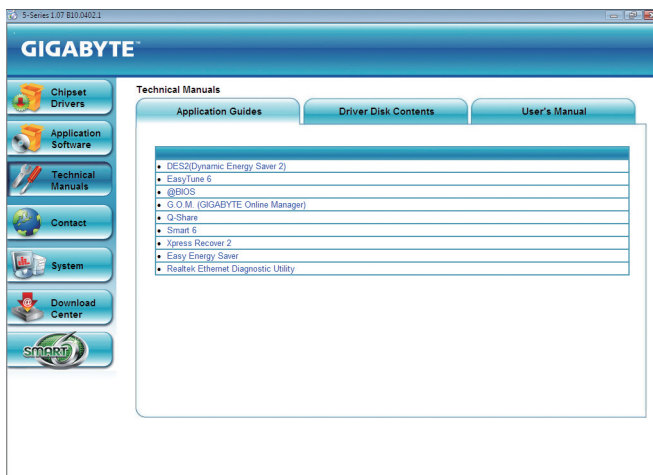 5-Series 1.07 B10.0402.1
GIGABYTE™
Chipset
Drivers
Application
Software
Technical
Manuals
Contact
System
Download
Center
SMART 6
Technical Manuals
Application Guides
Driver Disk Contents
User's Manual
• DES2(Dynamic Energy Saver 2)
• EasyTune 6
• @BIOS
• G.O.M. (GIGABYTE Online Manager)
• Q-Share
• Smart 6
• Xpress Recover 2
• Easy Energy Saver
• Realtek Ethernet Diagnostic Utility